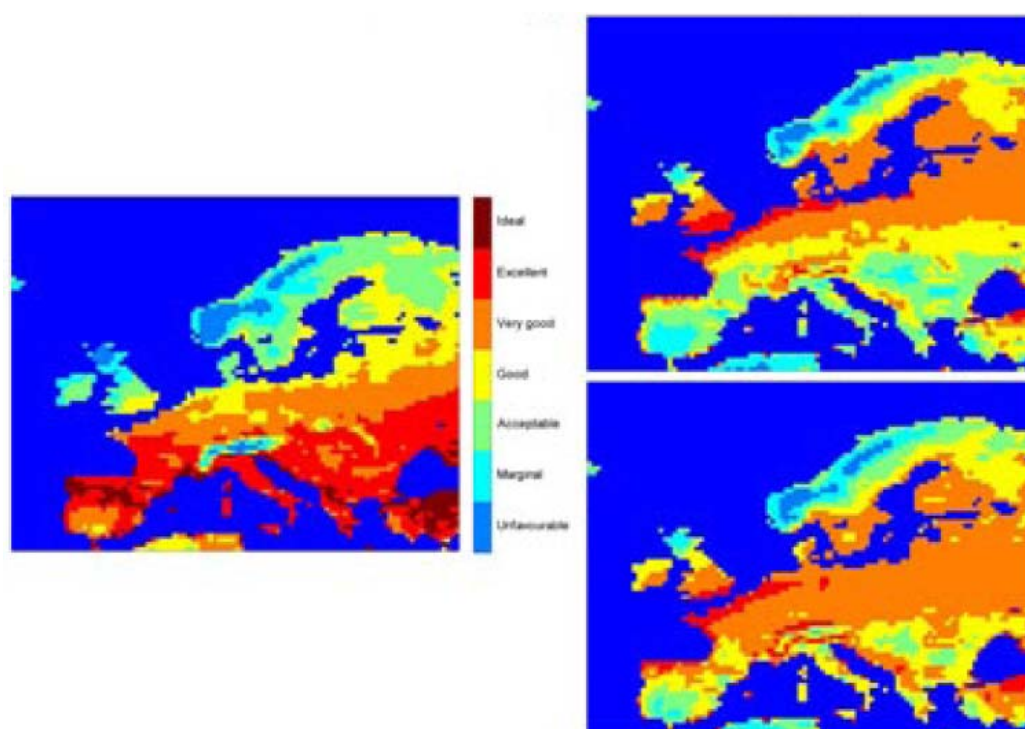 Ideal
Excellent
Very good
Good
Acceptable
Marginal
Unfavourable